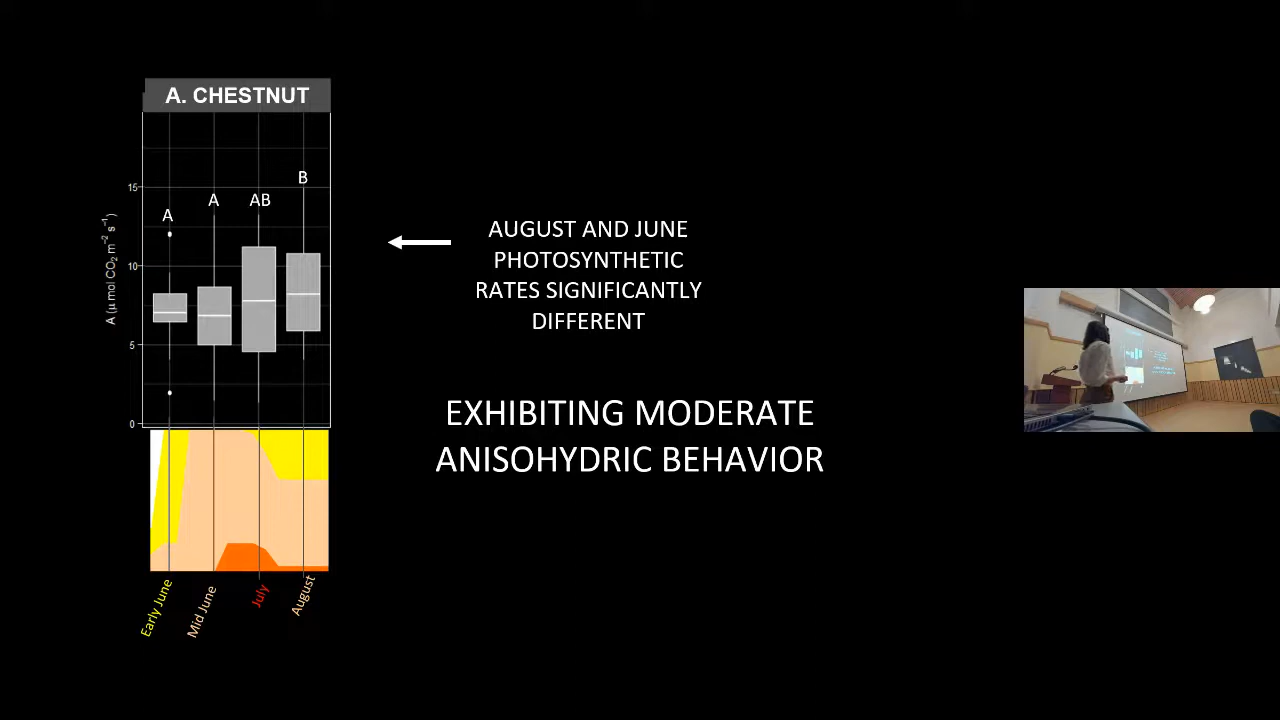 A. CHESTNUT
B
15
A
AB
A
10
A (µ mol CO₂ m⁻² s⁻¹)
5
0
AUGUST AND JUNE
PHOTOSYNTHETIC
RATES SIGNIFICANTLY
DIFFERENT
EXHIBITING MODERATE
ANISOHYDRIC BEHAVIOR
Early June
Mid June
July
August